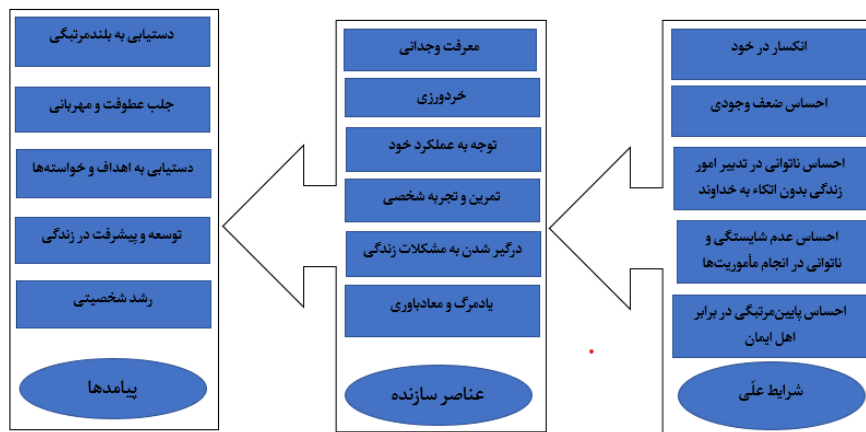 انکسار در خود
احساس ضعف وجودی
احساس ناتوانی در تدبیر امور
زندگی بدون اتکاء به خداوند
احساس عدم شایستگی و
ناتوانی در انجام مأموریت‌ها
احساس پایین‌مرتبگی در برابر
اهل ایمان
شرایط علّی
معرفت وجدانی
خردورزی
توجه به عملکرد خود
تمرین و تجربه شخصی
درگیر شدن به مشکلات زندگی
یادمرگ و معادباوری
عناصر سازنده
دستیابی به بلندمرتبگی
جلب عطوفت و مهربانی
دستیابی به اهداف و خواسته‌ها
توسعه و پیشرفت در زندگی
رشد شخصیتی
پیامدها